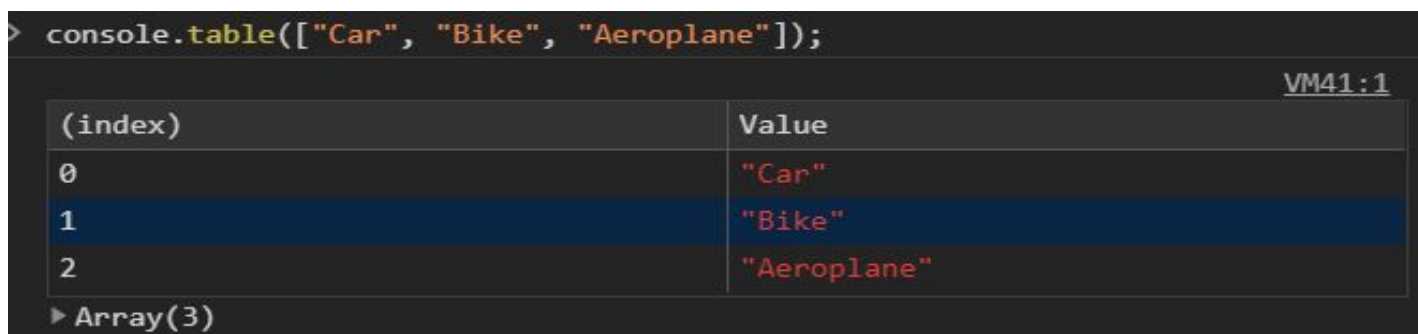 > console.table(["Car", "Bike", "Aeroplane"]);
VM41:1
(index) Value
0 "Car"
1 "Bike"
2 "Aeroplane"
▶ Array(3)